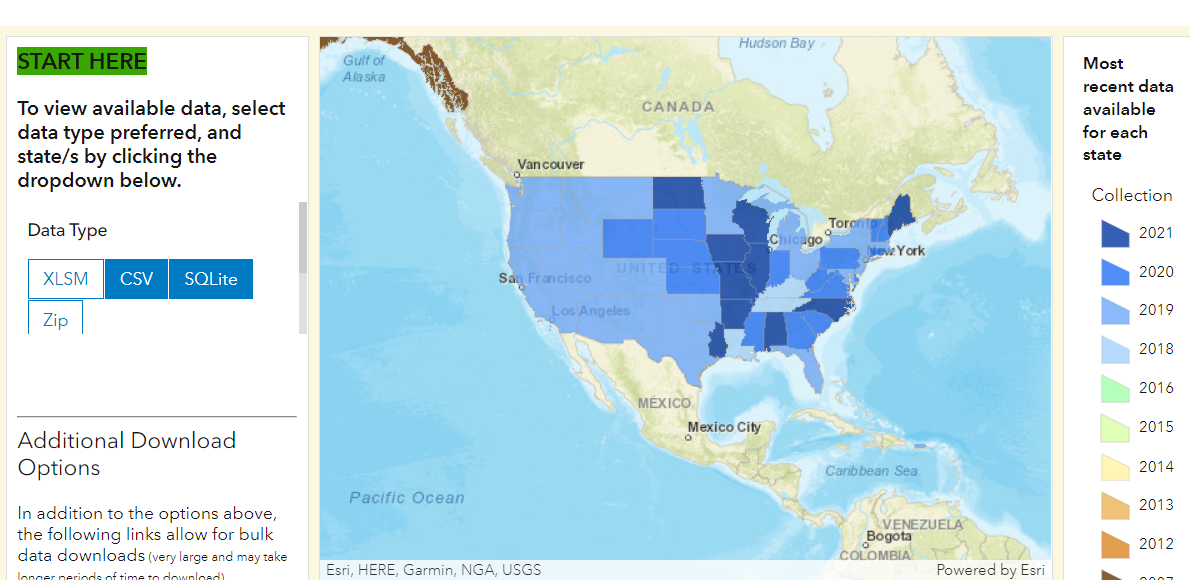 START HERE
To view available data, select
data type preferred, and
state/s by clicking the
dropdown below.
Data Type
XLSM
CSV
SQLite
Zip
Additional Download
Options
In addition to the options above,
the following links allow for bulk
data downloads (very large and may take
longer periods of time to download)
Hudson Bay
Gulf of
Alaska
CANADA
Vancouver
Toronto
Chicago
New York
UNITED STATES
San Francisco
Los Angeles
MÉXICO
Mexico City
Caribbean Sea
Pacific Ocean
VENEZUELA
Bogota
COLOMBIA
Esri, HERE, Garmin, NGA, USGS
Powered by Esri
Most
recent data
available
for each
state
Collection
2021
2020
2019
2018
2016
2015
2014
2013
2012
2007